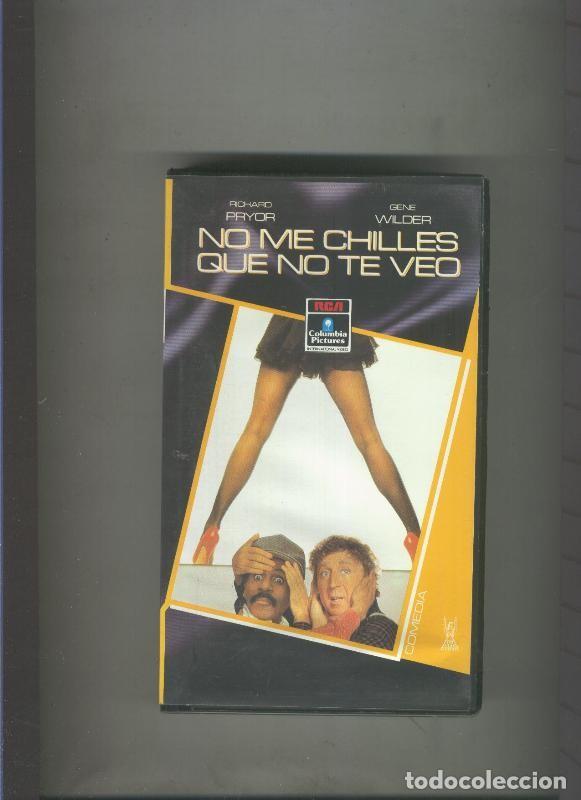 RICHARD
PRYOR
GENE
WILDER
NO ME CHILLES
QUE NO TE VEO
RCA
Columbia
Pictures
INTERNATIONAL VIDEO
COMEDIA
todocoleccion